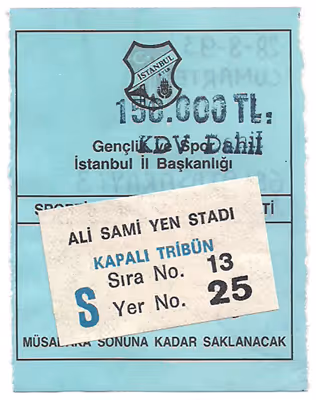 İSTANBUL
150.000 TL.
KDV. Dahil
Gençlik ve Spor
İstanbul İl Başkanlığı
ALİ SAMİ YEN STADI
KAPALI TRİBÜN
Sıra No. 13
S Yer No. 25
MÜSABAKA SONUNA KADAR SAKLANACAK